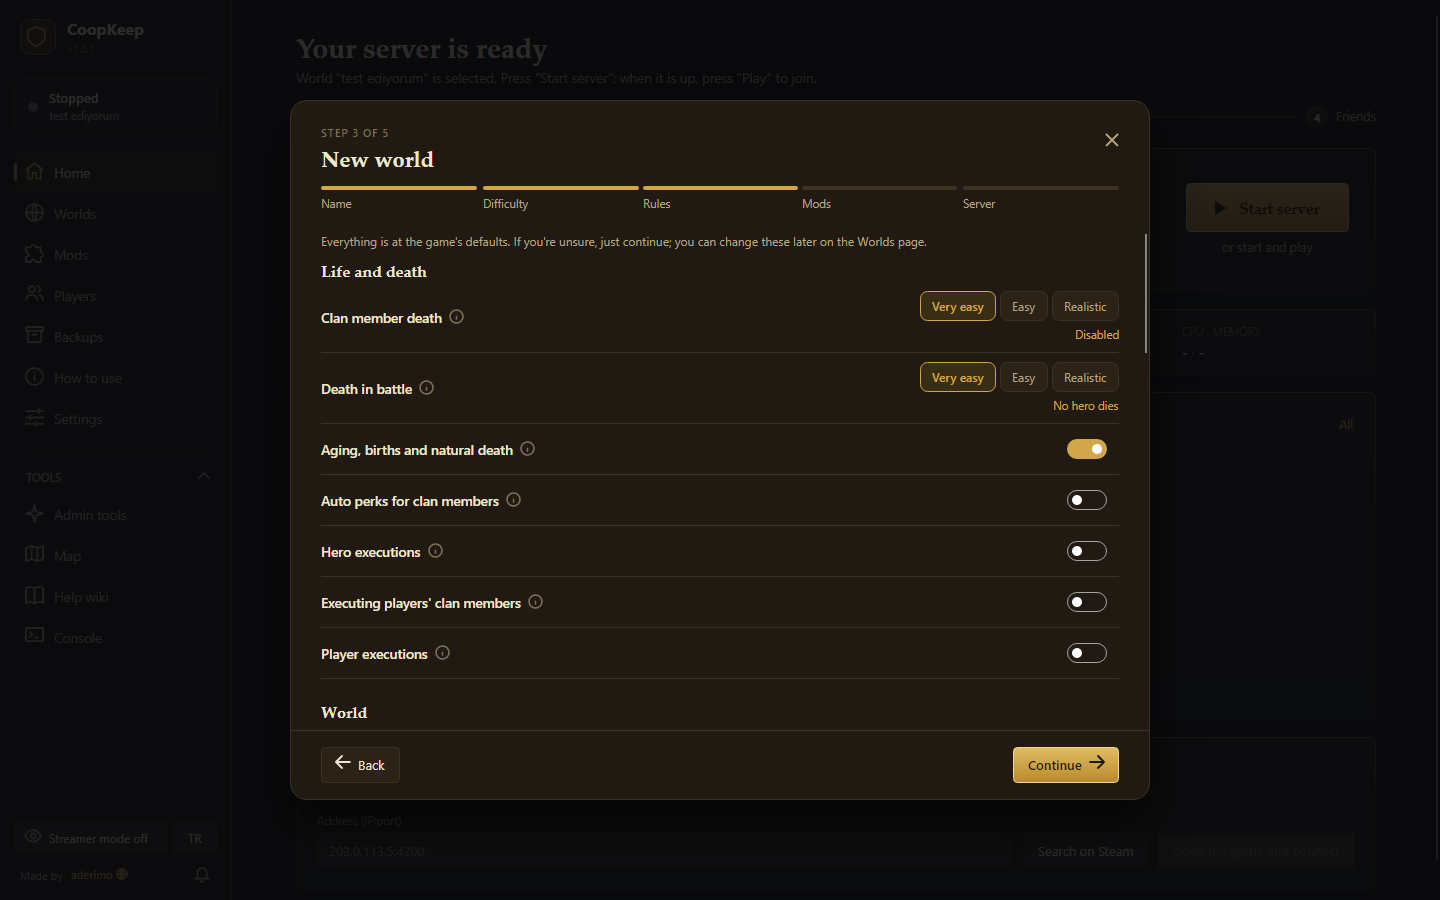 CoopKeep
v1.0.1
Stopped
test ediyorum
Home
Worlds
Mods
Players
Backups
How to use
Settings
TOOLS
Admin tools
Map
Help wiki
Console
Streamer mode off
TR
Made by aderimo
Your server is ready
World "test ediyorum" is selected. Press "Start server"; when it is up, press "Play" to join.
4 Friends
Start server
or start and play
CPU · MEMORY
- · -
All
STEP 3 OF 5
New world
Name
Difficulty
Rules
Mods
Server
Everything is at the game's defaults. If you're unsure, just continue; you can change these later on the Worlds page.
Life and death
Clan member death
Very easy
Easy
Realistic
Disabled
Death in battle
Very easy
Easy
Realistic
No hero dies
Aging, births and natural death
Auto perks for clan members
Hero executions
Executing players' clan members
Player executions
World
Back
Continue
Address (IP:port)
203.0.113.5:4200
Search on Steam
Open the game and connect